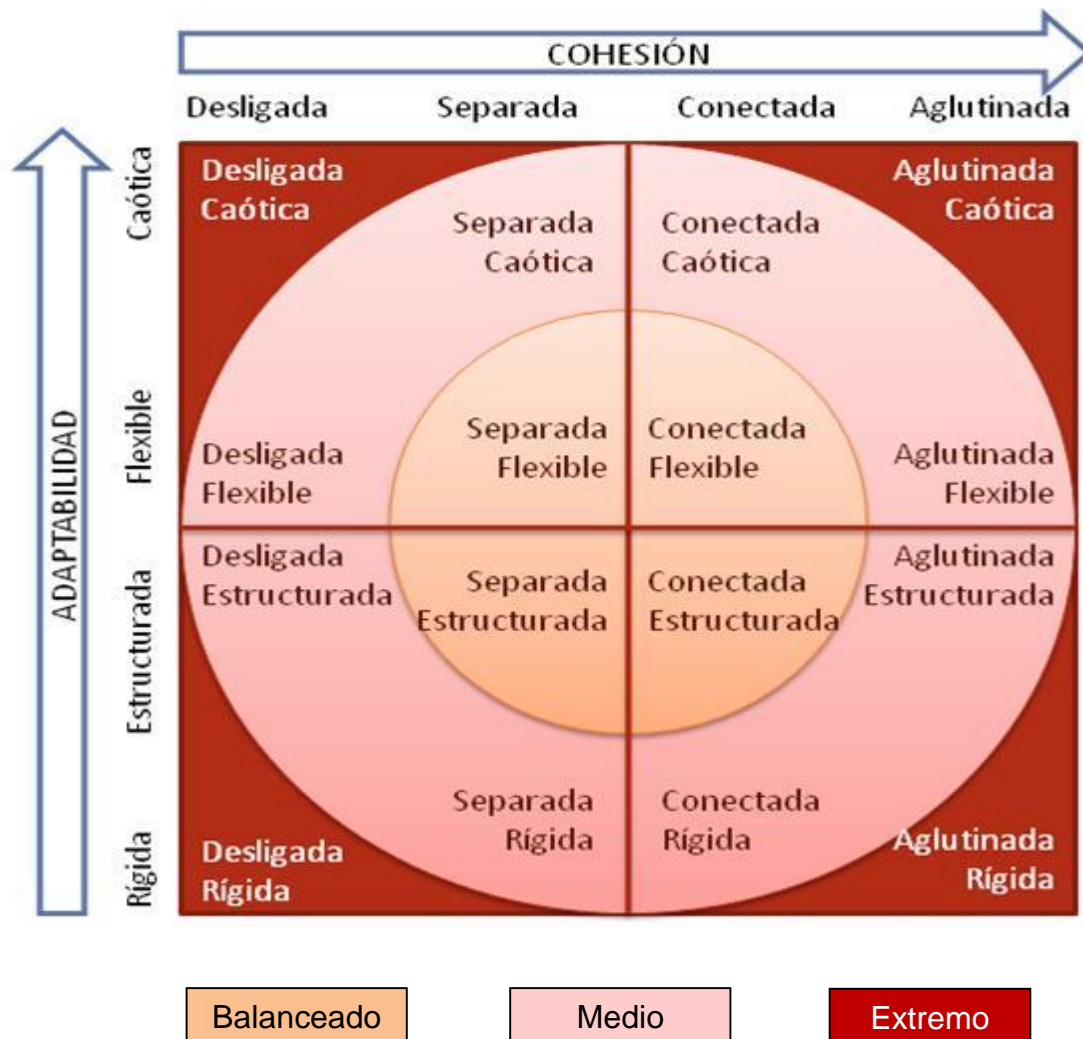 COHESIÓN
Desligada Separada Conectada Aglutinada
ADAPTABILIDAD
Caótica
Flexible
Estructurada
Rígida
Desligada
Caótica
Separada
Caótica
Conectada
Caótica
Aglutinada
Caótica
Desligada
Flexible
Separada
Flexible
Conectada
Flexible
Aglutinada
Flexible
Desligada
Estructurada
Separada
Estructurada
Conectada
Estructurada
Aglutinada
Estructurada
Desligada
Rígida
Separada
Rígida
Conectada
Rígida
Aglutinada
Rígida
Balanceado
Medio
Extremo